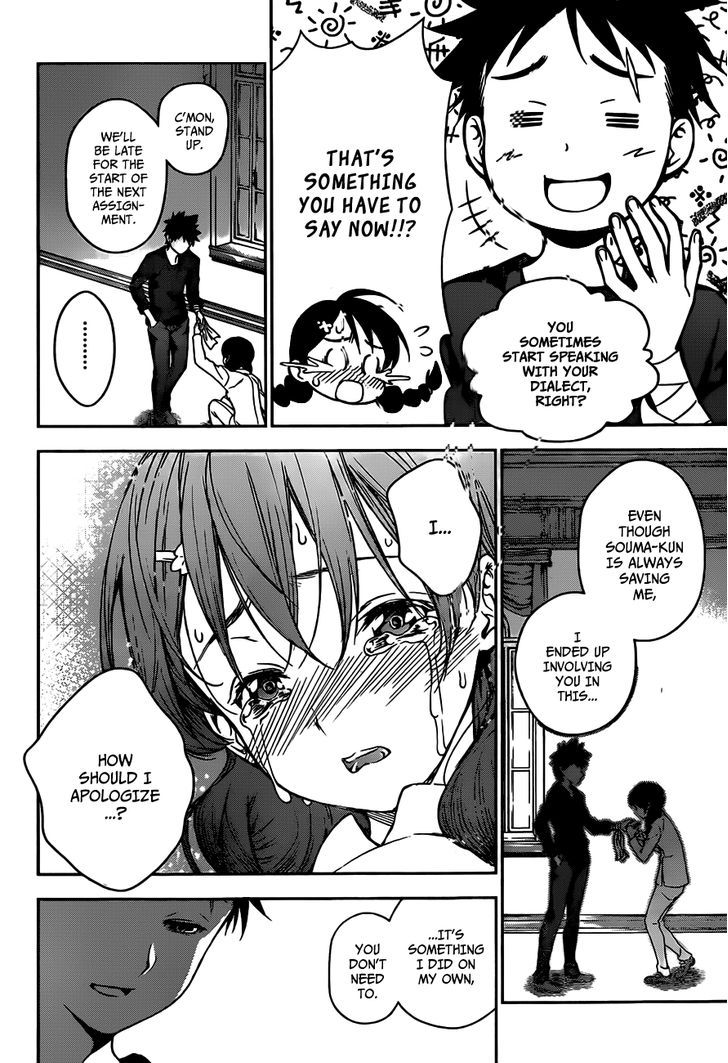 YOU
SOMETIMES
START SPEAKING
WITH YOUR
DIALECT,
RIGHT?
THAT'S
SOMETHING
YOU HAVE TO
SAY NOW!!?
C'MON,
STAND
UP.
WE'LL
BE LATE
FOR THE
START OF
THE NEXT
ASSIGN-
MENT.
........
EVEN
THOUGH
SOUMA-KUN
IS ALWAYS
SAVING
ME,
I
ENDED UP
INVOLVING
YOU IN
THIS...
I...
HOW
SHOULD I
APOLOGIZE
...?
...IT'S
SOMETHING
I DID ON
MY OWN,
YOU
DON'T
NEED
TO.